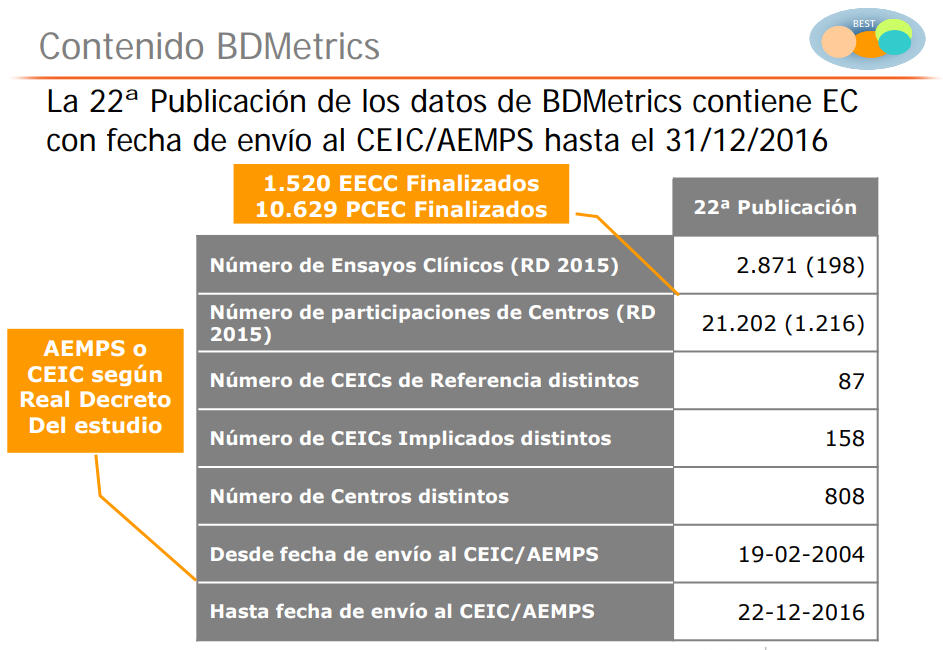 Contenido BDMetrics
BEST
La 22ª Publicación de los datos de BDMetrics contiene EC
con fecha de envío al CEIC/AEMPS hasta el 31/12/2016
1.520 EECC Finalizados
10.629 PCEC Finalizados
22ª Publicación
Número de Ensayos Clínicos (RD 2015) 2.871 (198)
Número de participaciones de Centros (RD
2015) 21.202 (1.216)
AEMPS o
CEIC según
Real Decreto
Del estudio
Número de CEICs de Referencia distintos 87
Número de CEICs Implicados distintos 158
Número de Centros distintos 808
Desde fecha de envío al CEIC/AEMPS 19-02-2004
Hasta fecha de envío al CEIC/AEMPS 22-12-2016